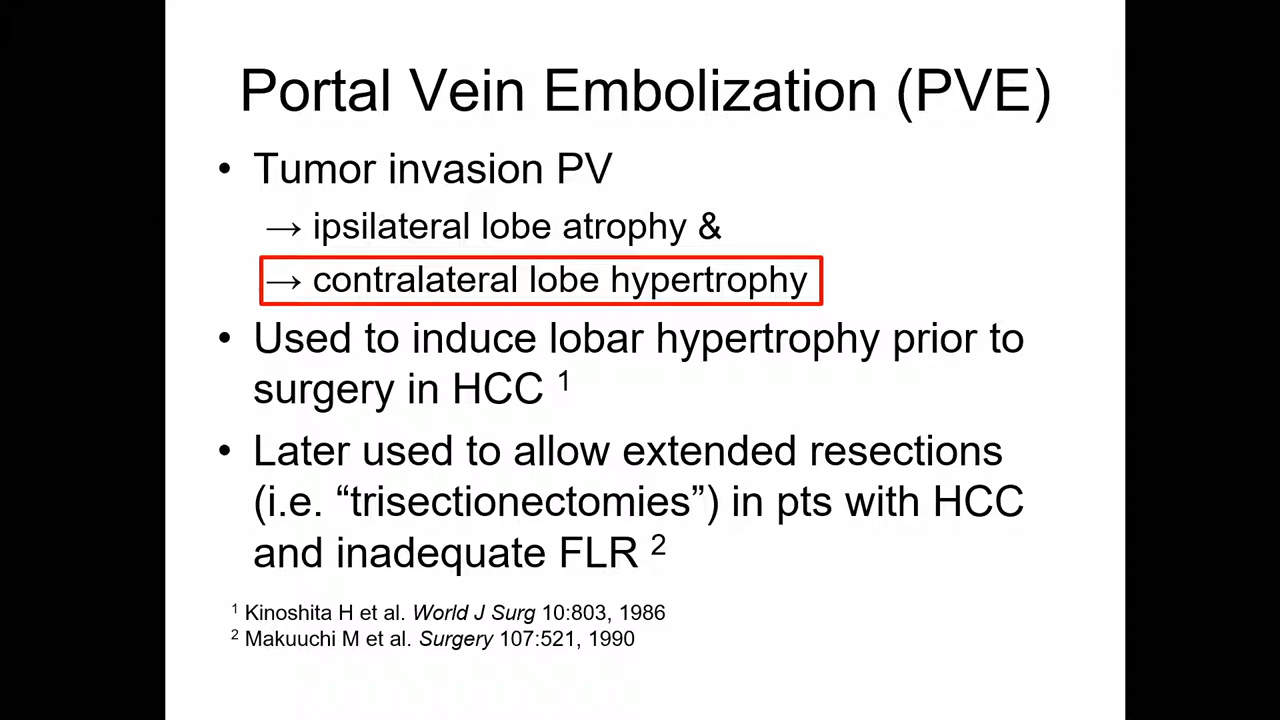 Portal Vein Embolization (PVE)
• Tumor invasion PV
→ ipsilateral lobe atrophy &
→ contralateral lobe hypertrophy
• Used to induce lobar hypertrophy prior to
surgery in HCC ¹
• Later used to allow extended resections
(i.e. “trisectionectomies”) in pts with HCC
and inadequate FLR ²
¹ Kinoshita H et al. World J Surg 10:803, 1986
² Makuuchi M et al. Surgery 107:521, 1990